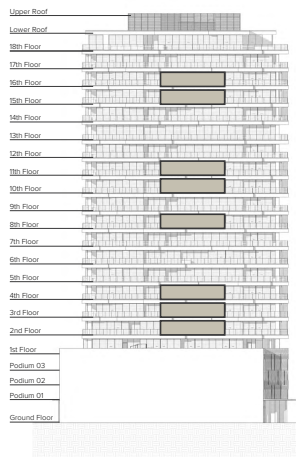 Upper Roof
Lower Roof
18th Floor
17th Floor
16th Floor
15th Floor
14th Floor
13th Floor
12th Floor
11th Floor
10th Floor
9th Floor
8th Floor
7th Floor
6th Floor
5th Floor
4th Floor
3rd Floor
2nd Floor
1st Floor
Podium 03
Podium 02
Podium 01
Ground Floor